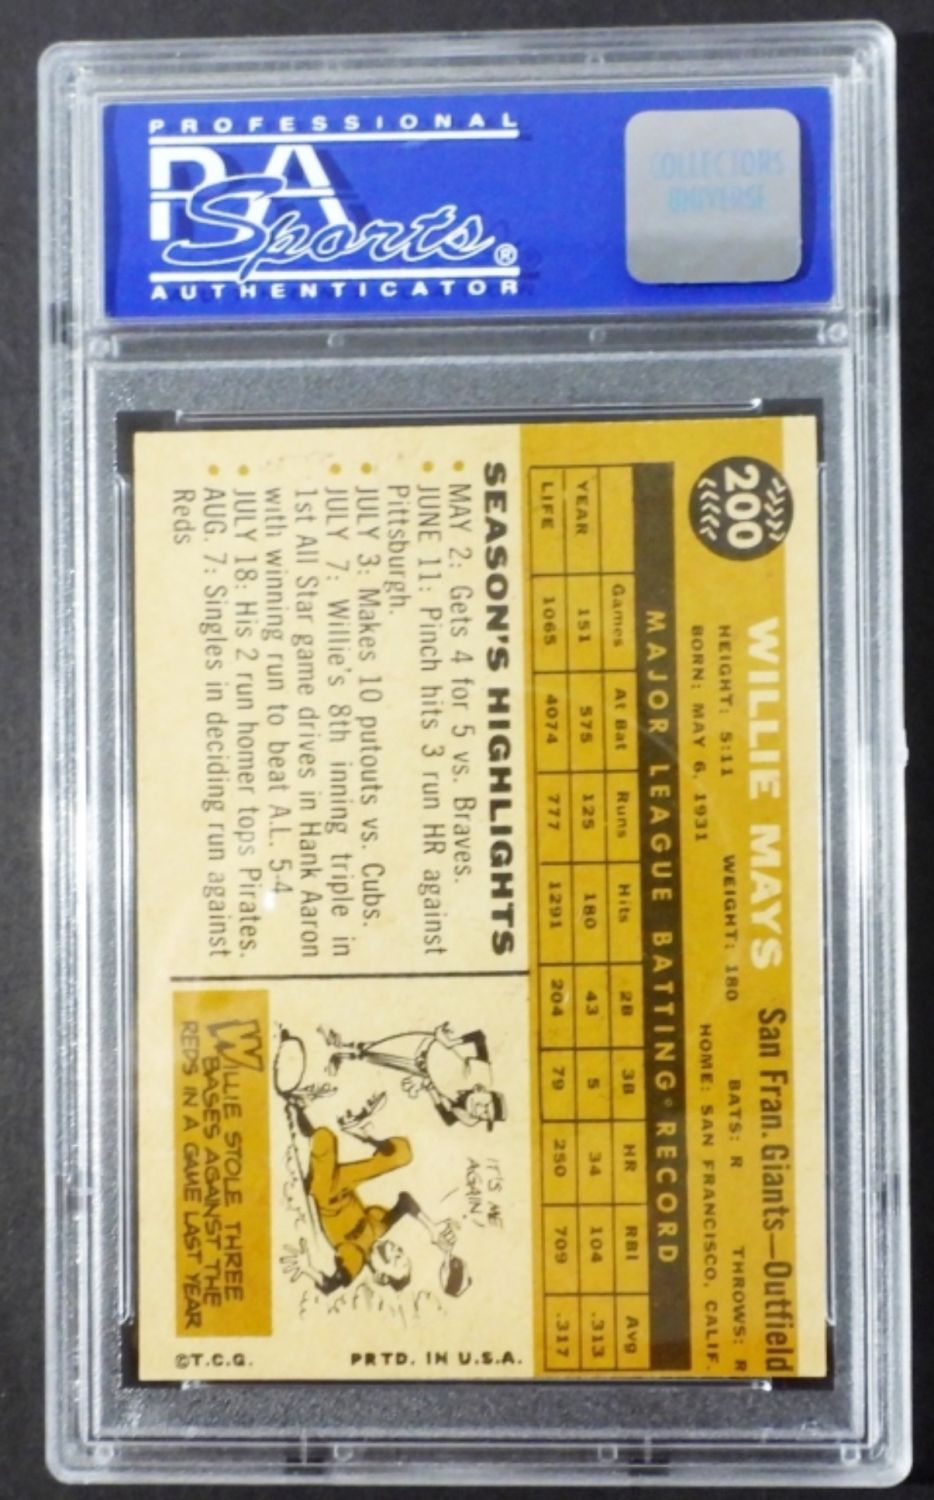 PROFESSIONAL
PSA
Sports®
AUTHENTICATOR
COLLECTORS
UNIVERSE
200
WILLIE MAYS San Fran. Giants—Outfield
HEIGHT: 5:11 WEIGHT: 180 BATS: R THROWS: R
BORN: MAY 6, 1931 HOME: SAN FRANCISCO, CALIF.
MAJOR LEAGUE BATTING RECORD
Games At Bat Runs Hits 2B 3B HR RBI Avg
YEAR 151 575 125 180 43 5 34 104 .313
LIFE 1065 4074 777 1291 204 79 250 709 .317
SEASON'S HIGHLIGHTS
• MAY 2: Gets 4 for 5 vs. Braves.
• JUNE 11: Pinch hits 3 run HR against
Pittsburgh.
• JULY 3: Makes 10 putouts vs. Cubs.
• JULY 7: Willie's 8th inning triple in
1st All Star game drives in Hank Aaron
with winning run to beat A.L. 5-4.
• JULY 18: His 2 run homer tops Pirates.
• AUG. 7: Singles in deciding run against
Reds
IT'S ME
AGAIN!
WILLIE STOLE THREE
BASES AGAINST THE
REDS IN A GAME LAST YEAR
©T.C.G. PRTD. IN U.S.A.